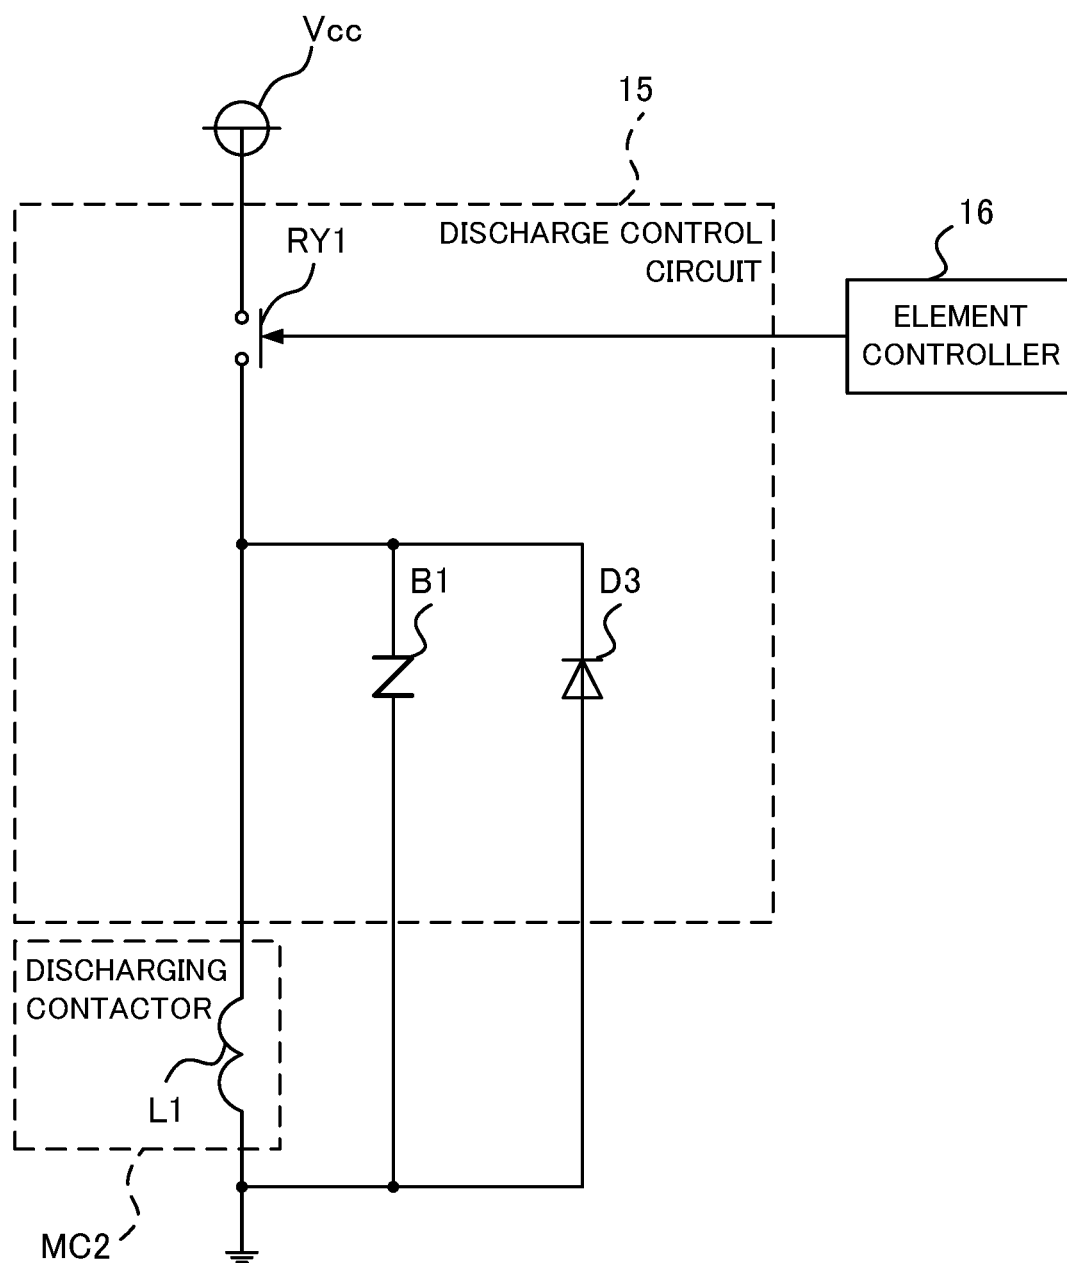 Vcc
15
DISCHARGE CONTROL
CIRCUIT
RY1
16
ELEMENT
CONTROLLER
B1
D3
DISCHARGING
CONTACTOR
L1
MC2